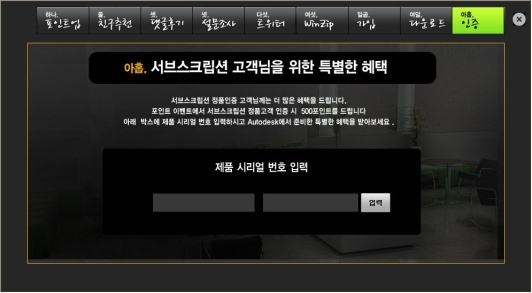 하나.
포인트업
둘.
친구추천
셋.
댓글후기
넷.
설문조사
다섯.
트위터
여섯.
WinZip
일곱.
가입
여덟.
다운로드
아홉.
인증
아홉. 서브스크립션 고객님을 위한 특별한 혜택
서브스크립션 정품인증 고객님께는 더 많은 혜택을 드립니다.
포인트 이벤트에서 서브스크립션 정품고객 인증 시 500포인트를 드립니다
아래 박스에 제품 시리얼 번호 입력하시고 Autodesk에서 준비한 특별한 혜택을 받아보세요 .
제품 시리얼 번호 입력
입력